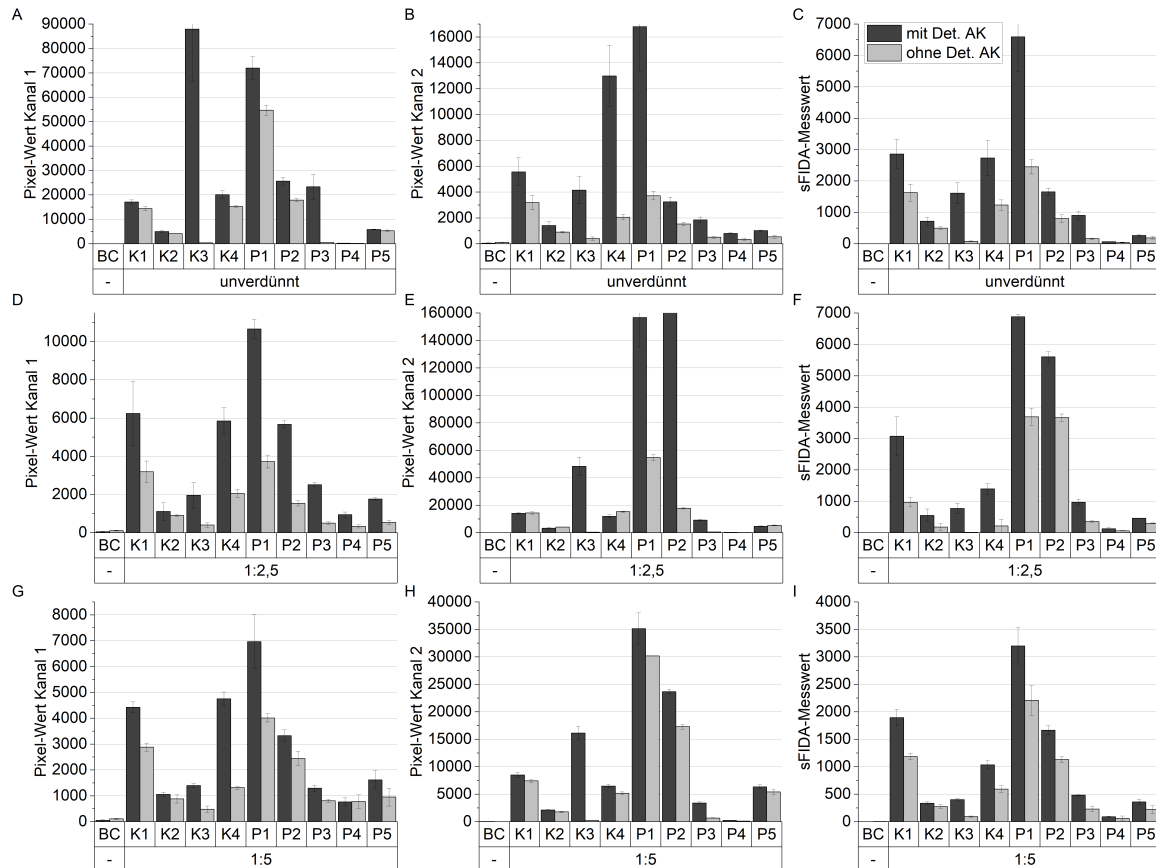 A
Pixel-Wert Kanal 1
90000
80000
70000
60000
50000
40000
30000
20000
10000
0
BC K1 K2 K3 K4 P1 P2 P3 P4 P5
- unverdünnt
B
Pixel-Wert Kanal 2
16000
14000
12000
10000
8000
6000
4000
2000
0
BC K1 K2 K3 K4 P1 P2 P3 P4 P5
- unverdünnt
C
sFIDA-Messwert
7000
6000
5000
4000
3000
2000
1000
0
mit Det. AK
ohne Det. AK
BC K1 K2 K3 K4 P1 P2 P3 P4 P5
- unverdünnt
D
Pixel-Wert Kanal 1
10000
8000
6000
4000
2000
0
BC K1 K2 K3 K4 P1 P2 P3 P4 P5
- 1:2,5
E
Pixel-Wert Kanal 2
160000
140000
120000
100000
80000
60000
40000
20000
10000
0
BC K1 K2 K3 K4 P1 P2 P3 P4 P5
- 1:2,5
F
sFIDA-Messwert
7000
6000
5000
4000
3000
2000
1000
0
BC K1 K2 K3 K4 P1 P2 P3 P4 P5
- 1:2,5
G
Pixel-Wert Kanal 1
8000
7000
6000
5000
4000
3000
2000
1000
0
BC K1 K2 K3 K4 P1 P2 P3 P4 P5
- 1:5
H
Pixel-Wert Kanal 2
40000
35000
30000
25000
20000
15000
10000
5000
0
BC K1 K2 K3 K4 P1 P2 P3 P4 P5
- 1:5
I
sFIDA-Messwert
4000
3500
3000
2500
2000
1500
1000
500
0
BC K1 K2 K3 K4 P1 P2 P3 P4 P5
- 1:5